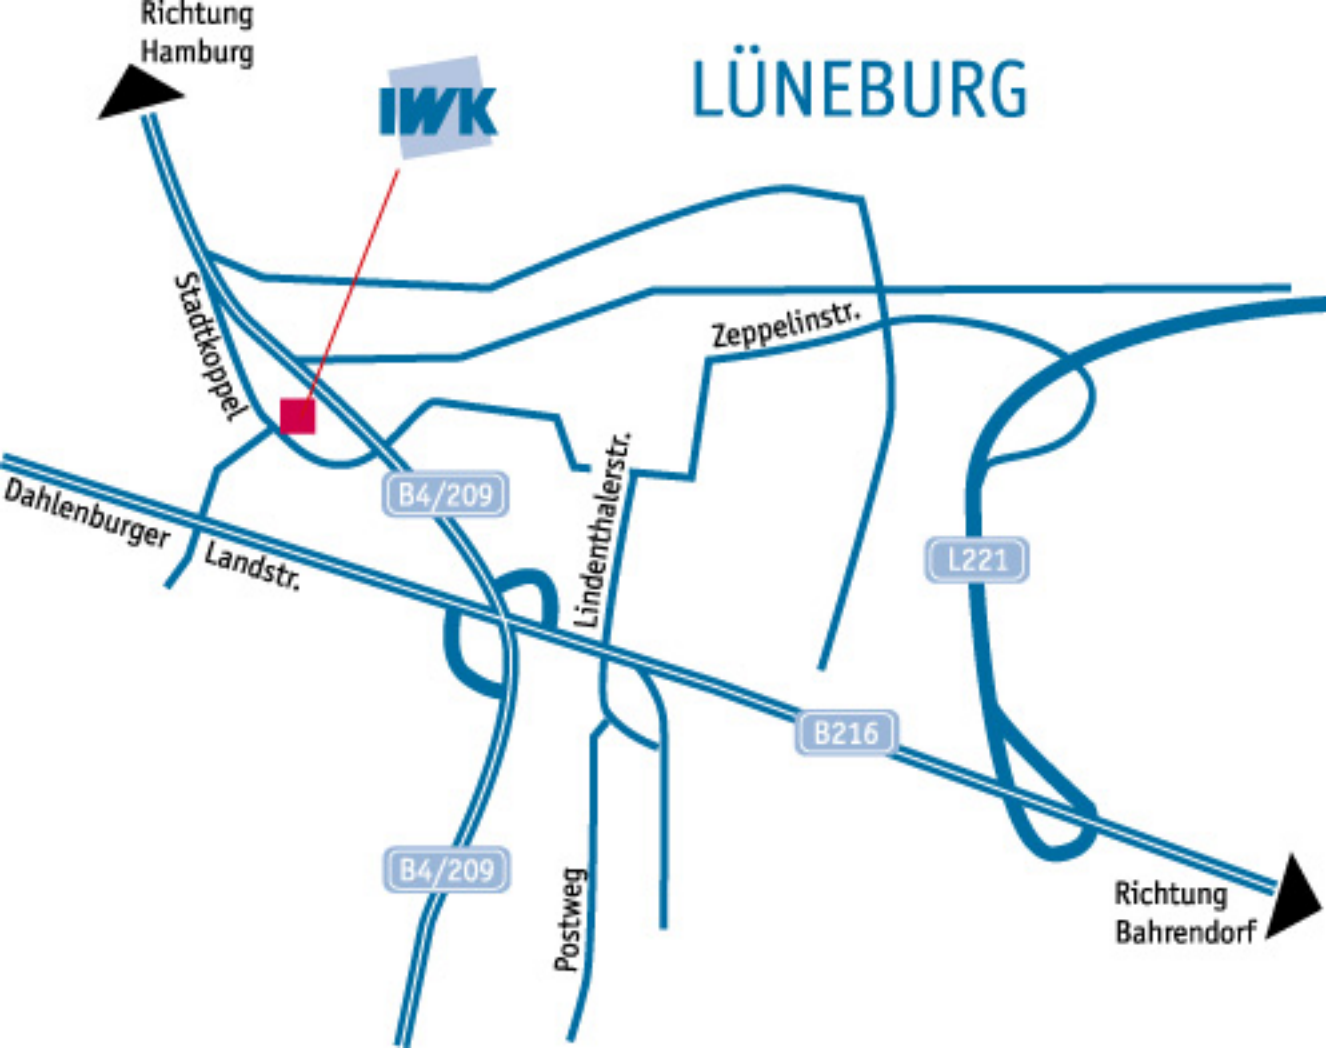 Richtung
Hamburg
IWK
LÜNEBURG
Stadtkoppel
Zeppelinstr.
Lindenthalerstr.
B4/209
Dahlenburger
Landstr.
L221
B216
B4/209
Postweg
Richtung
Bahrendorf